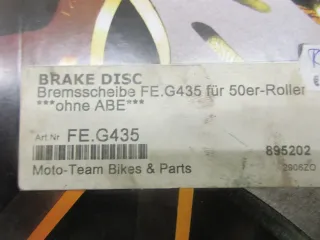 BRAKE DISC
Bremsscheibe FE.G435 für 50er-Roller
***ohne ABE***
Art.Nr FE.G435
895202
Moto-Team Bikes & Parts 2906ZO